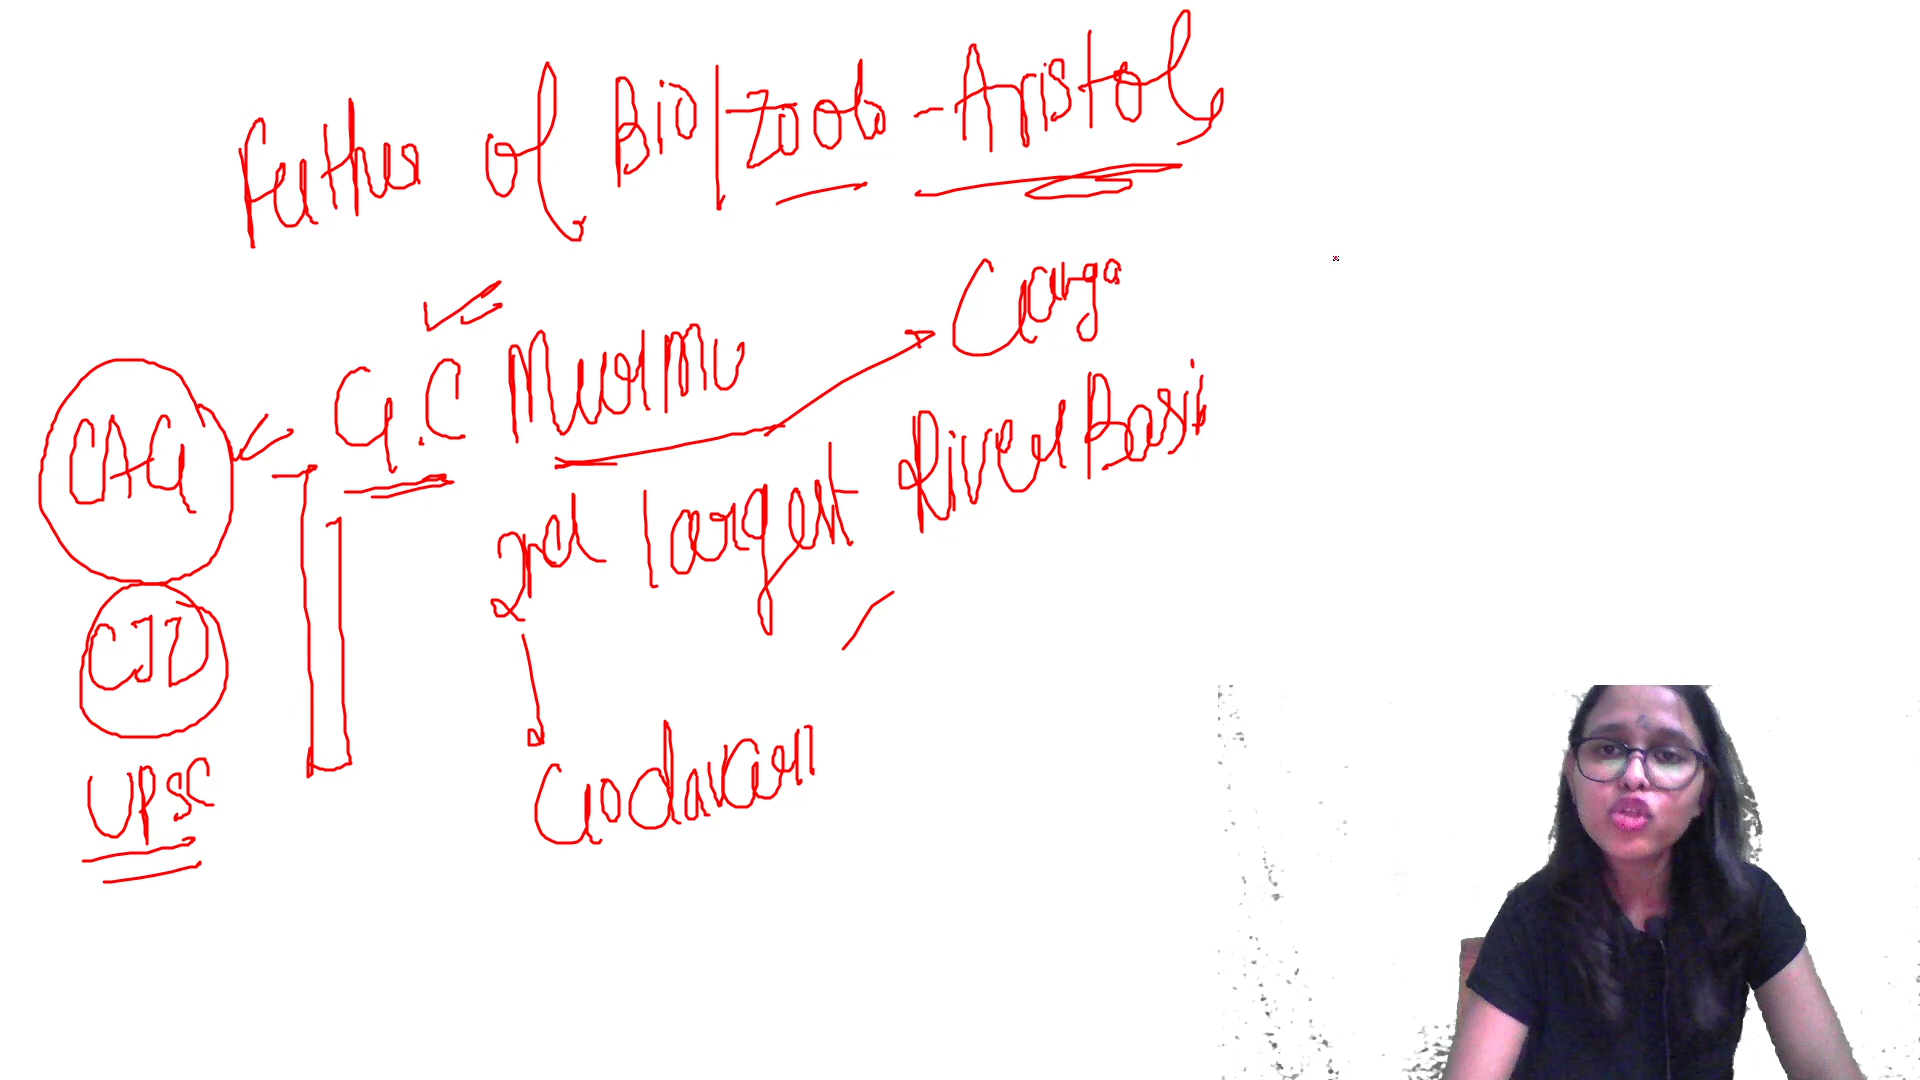 Father of Bio/Zoolo - Aristotle
Ganga
CAG
G.C Murmu
2nd largest River Basin
CJI
UPSC
Godavari